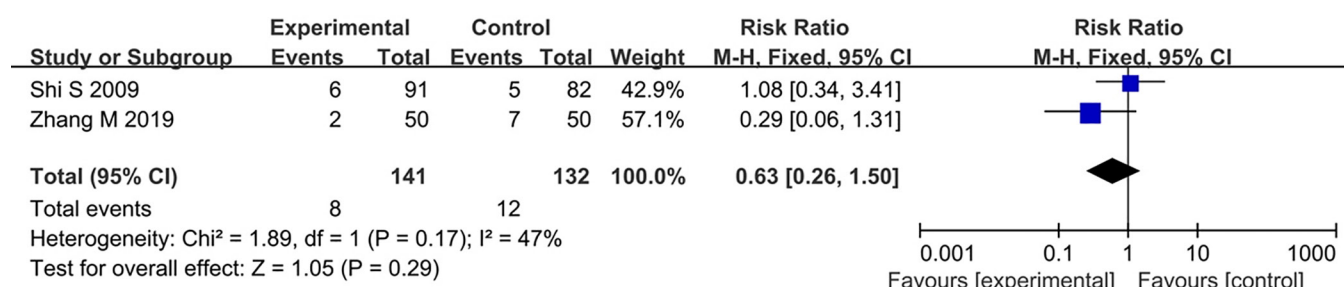 Experimental Control Risk Ratio Risk Ratio
Study or Subgroup Events Total Events Total Weight M-H, Fixed, 95% CI M-H, Fixed, 95% CI
Shi S 2009 6 91 5 82 42.9% 1.08 [0.34, 3.41]
Zhang M 2019 2 50 7 50 57.1% 0.29 [0.06, 1.31]
Total (95% CI) 141 132 100.0% 0.63 [0.26, 1.50]
Total events 8 12
Heterogeneity: Chi² = 1.89, df = 1 (P = 0.17); I² = 47%
Test for overall effect: Z = 1.05 (P = 0.29)
0.001 0.1 1 10 1000
Favours [experimental] Favours [control]